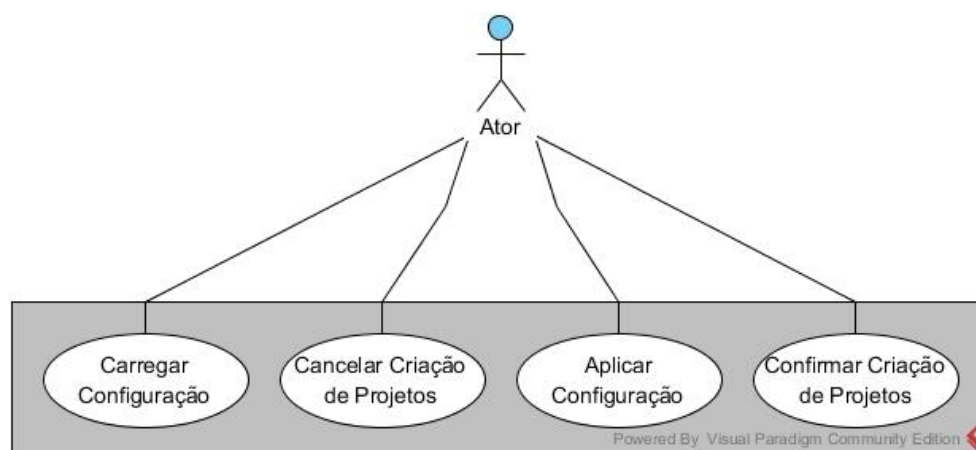 Ator
Carregar
Configuração
Cancelar Criação
de Projetos
Aplicar
Configuração
Confirmar Criação
de Projetos
Powered By Visual Paradigm Community Edition